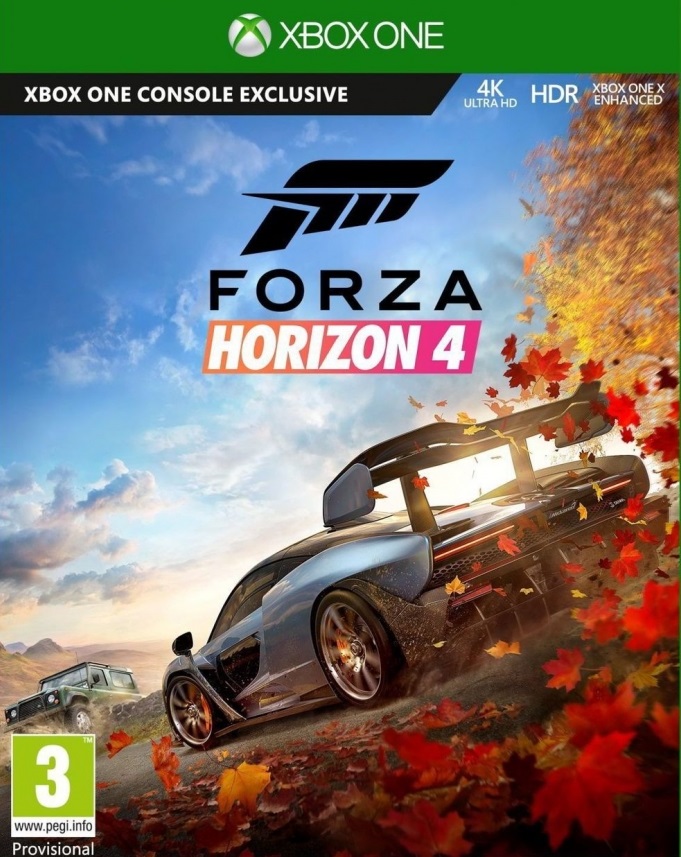 XBOX ONE
XBOX ONE CONSOLE EXCLUSIVE
4K
ULTRA HD
HDR
XBOX ONE X
ENHANCED
FORZA
HORIZON 4
3
TM
www.pegi.info
Provisional